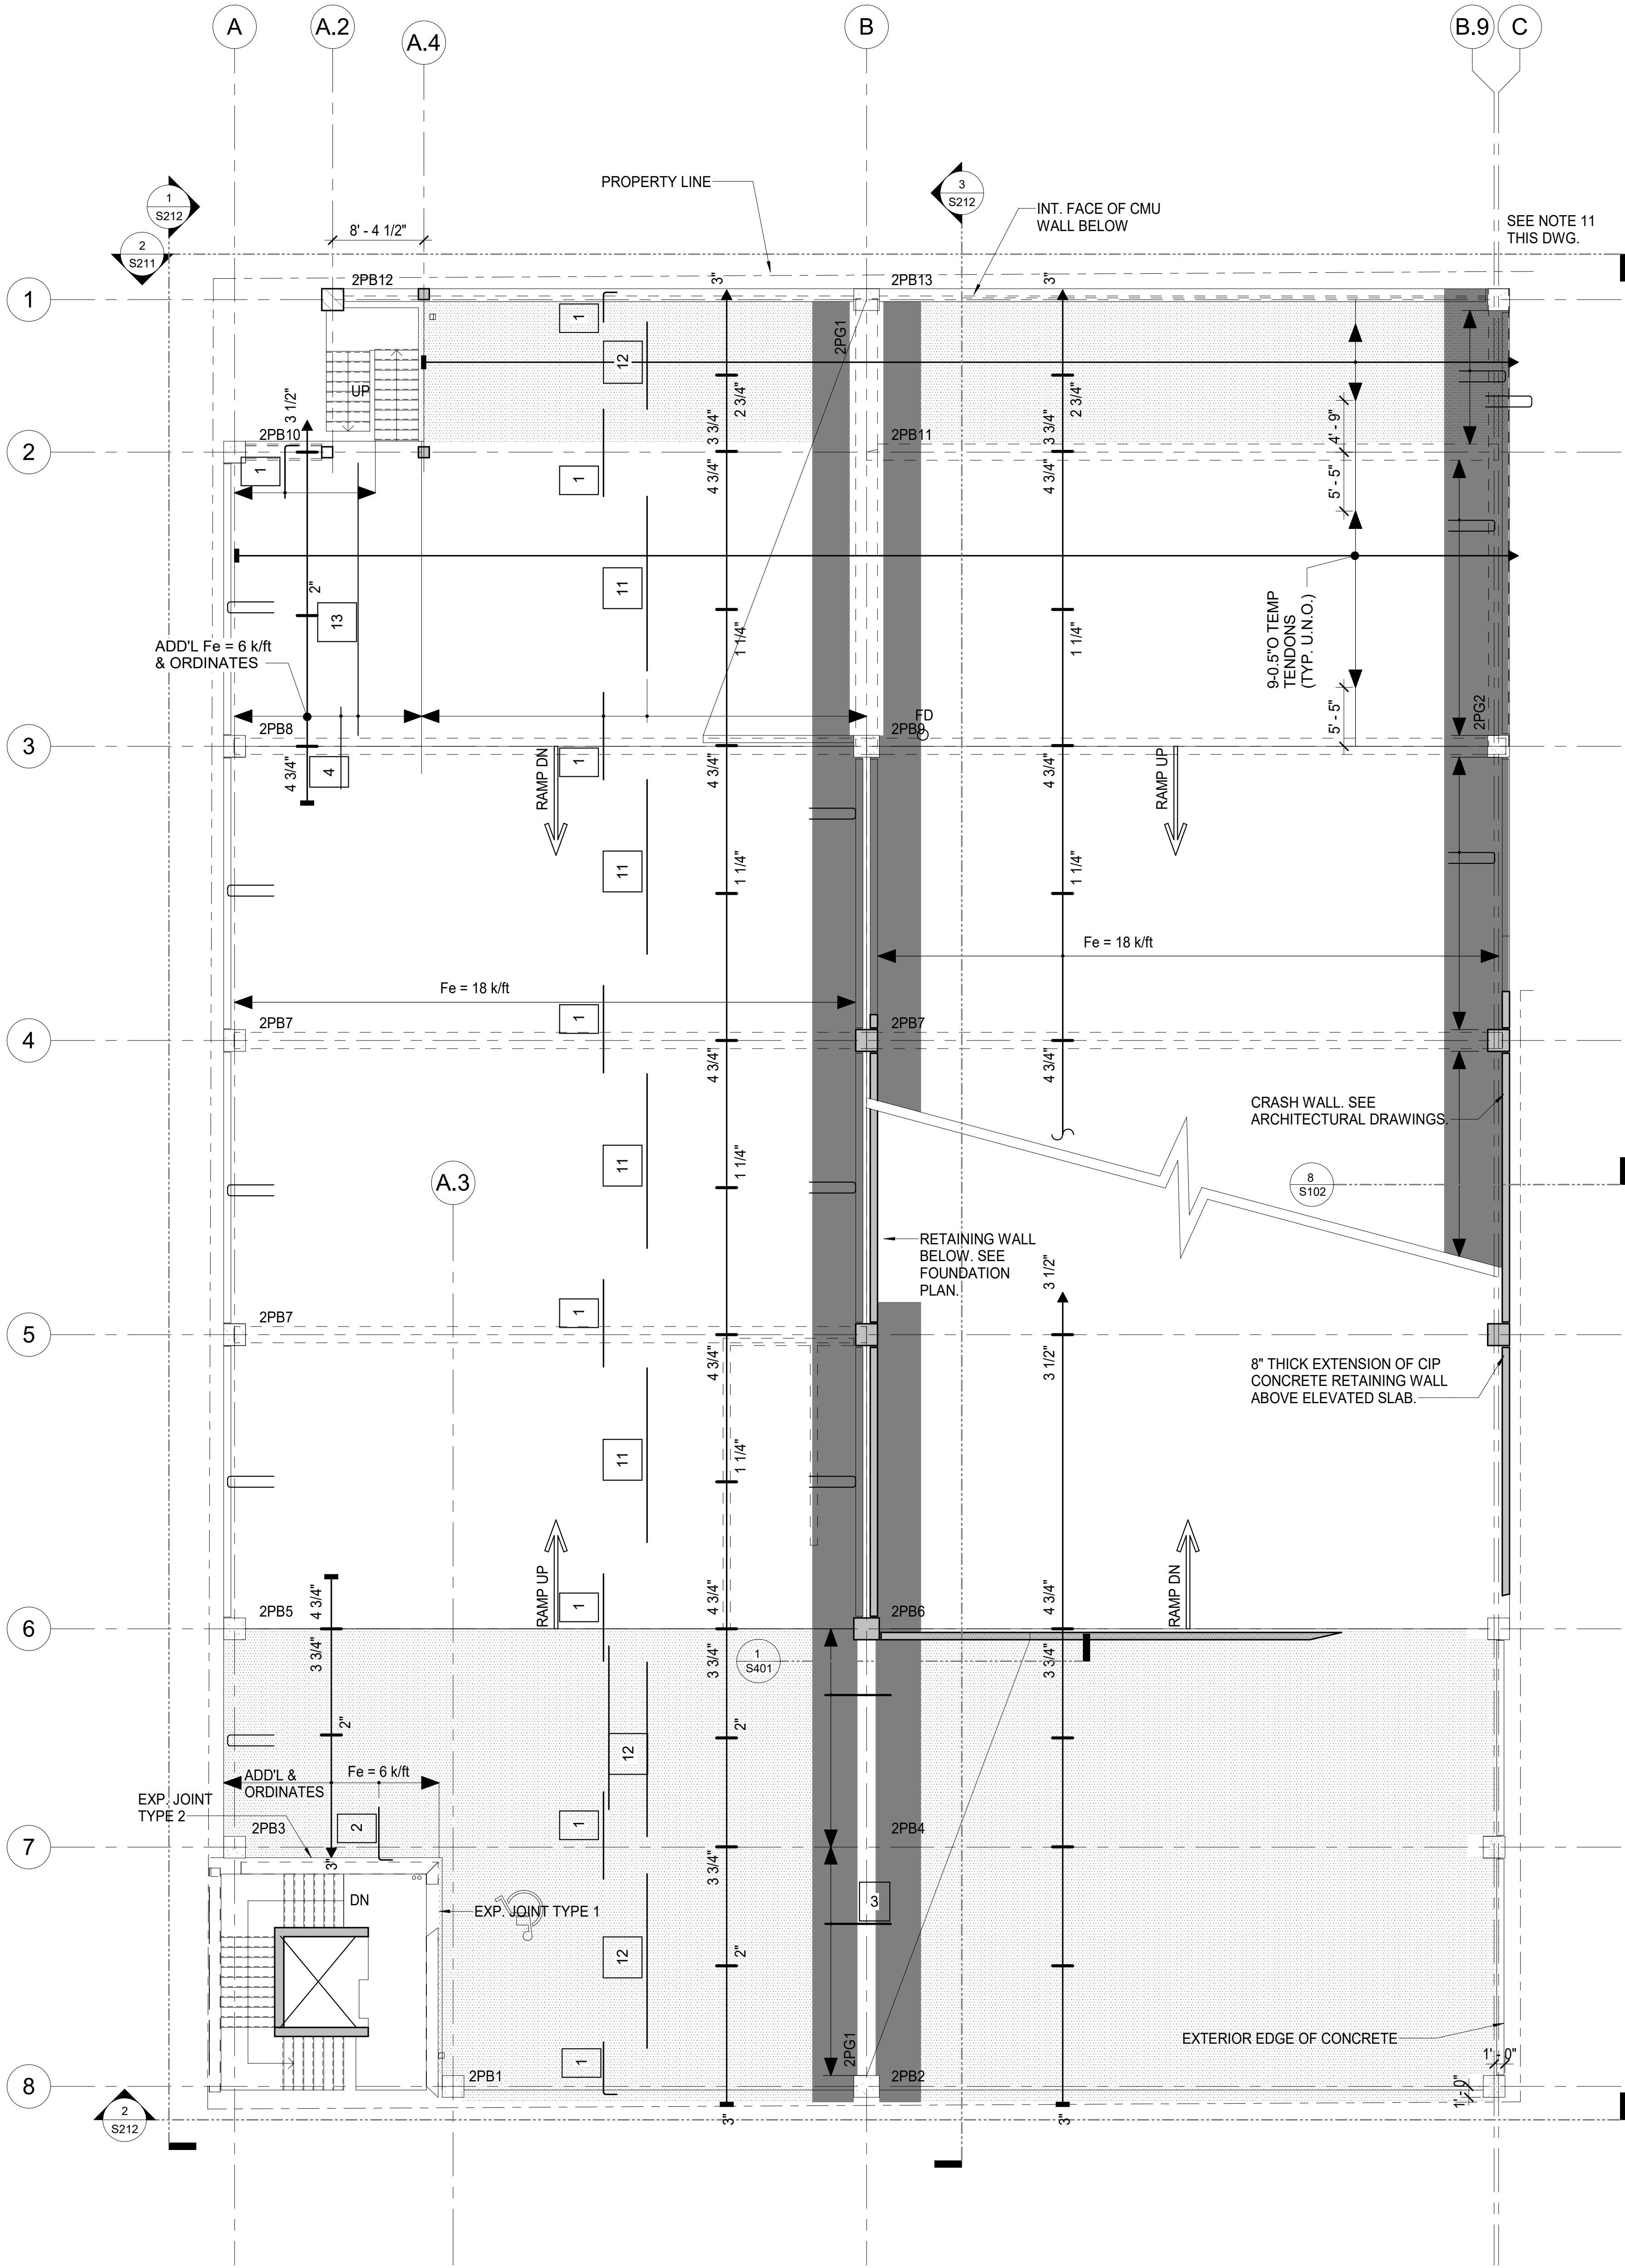 A
A.2
A.4
B
B.9
C
1
S212
PROPERTY LINE
3
S212
INT. FACE OF CMU
WALL BELOW
SEE NOTE 11
THIS DWG.
8' - 4 1/2"
2
S211
2PB12
3"
2PB13
3"
1
1
2PG1
12
UP
2 3/4"
2 3/4"
3 1/2"
3 3/4"
3 3/4"
4' - 9"
2
2PB10
2PB11
1
1
4 3/4"
4 3/4"
5' - 5"
2"
13
11
1 1/4"
1 1/4"
9-0.5"O TEMP
TENDONS
(TYP. U.N.O.)
ADD'L Fe = 6 k/ft
& ORDINATES
5' - 5"
2PG2
FD
3
2PB8
2PB9
4 3/4"
4
RAMP DN
1
4 3/4"
4 3/4"
RAMP UP
11
1 1/4"
1 1/4"
Fe = 18 k/ft
Fe = 18 k/ft
4
2PB7
1
2PB7
4 3/4"
4 3/4"
CRASH WALL. SEE
ARCHITECTURAL DRAWINGS.
A.3
11
1 1/4"
8
S102
RETAINING WALL
BELOW. SEE
FOUNDATION
PLAN.
3 1/2"
5
2PB7
1
4 3/4"
3 1/2"
8" THICK EXTENSION OF CIP
CONCRETE RETAINING WALL
ABOVE ELEVATED SLAB.
11
1 1/4"
4 3/4"
RAMP UP
1
4 3/4"
4 3/4"
RAMP DN
6
2PB5
2PB6
3 3/4"
3 3/4"
1
S401
3 3/4"
2"
12
2"
ADD'L &
ORDINATES
Fe = 6 k/ft
EXP. JOINT
TYPE 2
2PB3
2
1
2PB4
7
3"
3 3/4"
DN
EXP. JOINT TYPE 1
3
12
2"
EXTERIOR EDGE OF CONCRETE
1' - 0"
2PG1
1
8
2PB1
2PB2
1' - 0"
2
S212
3"
3"